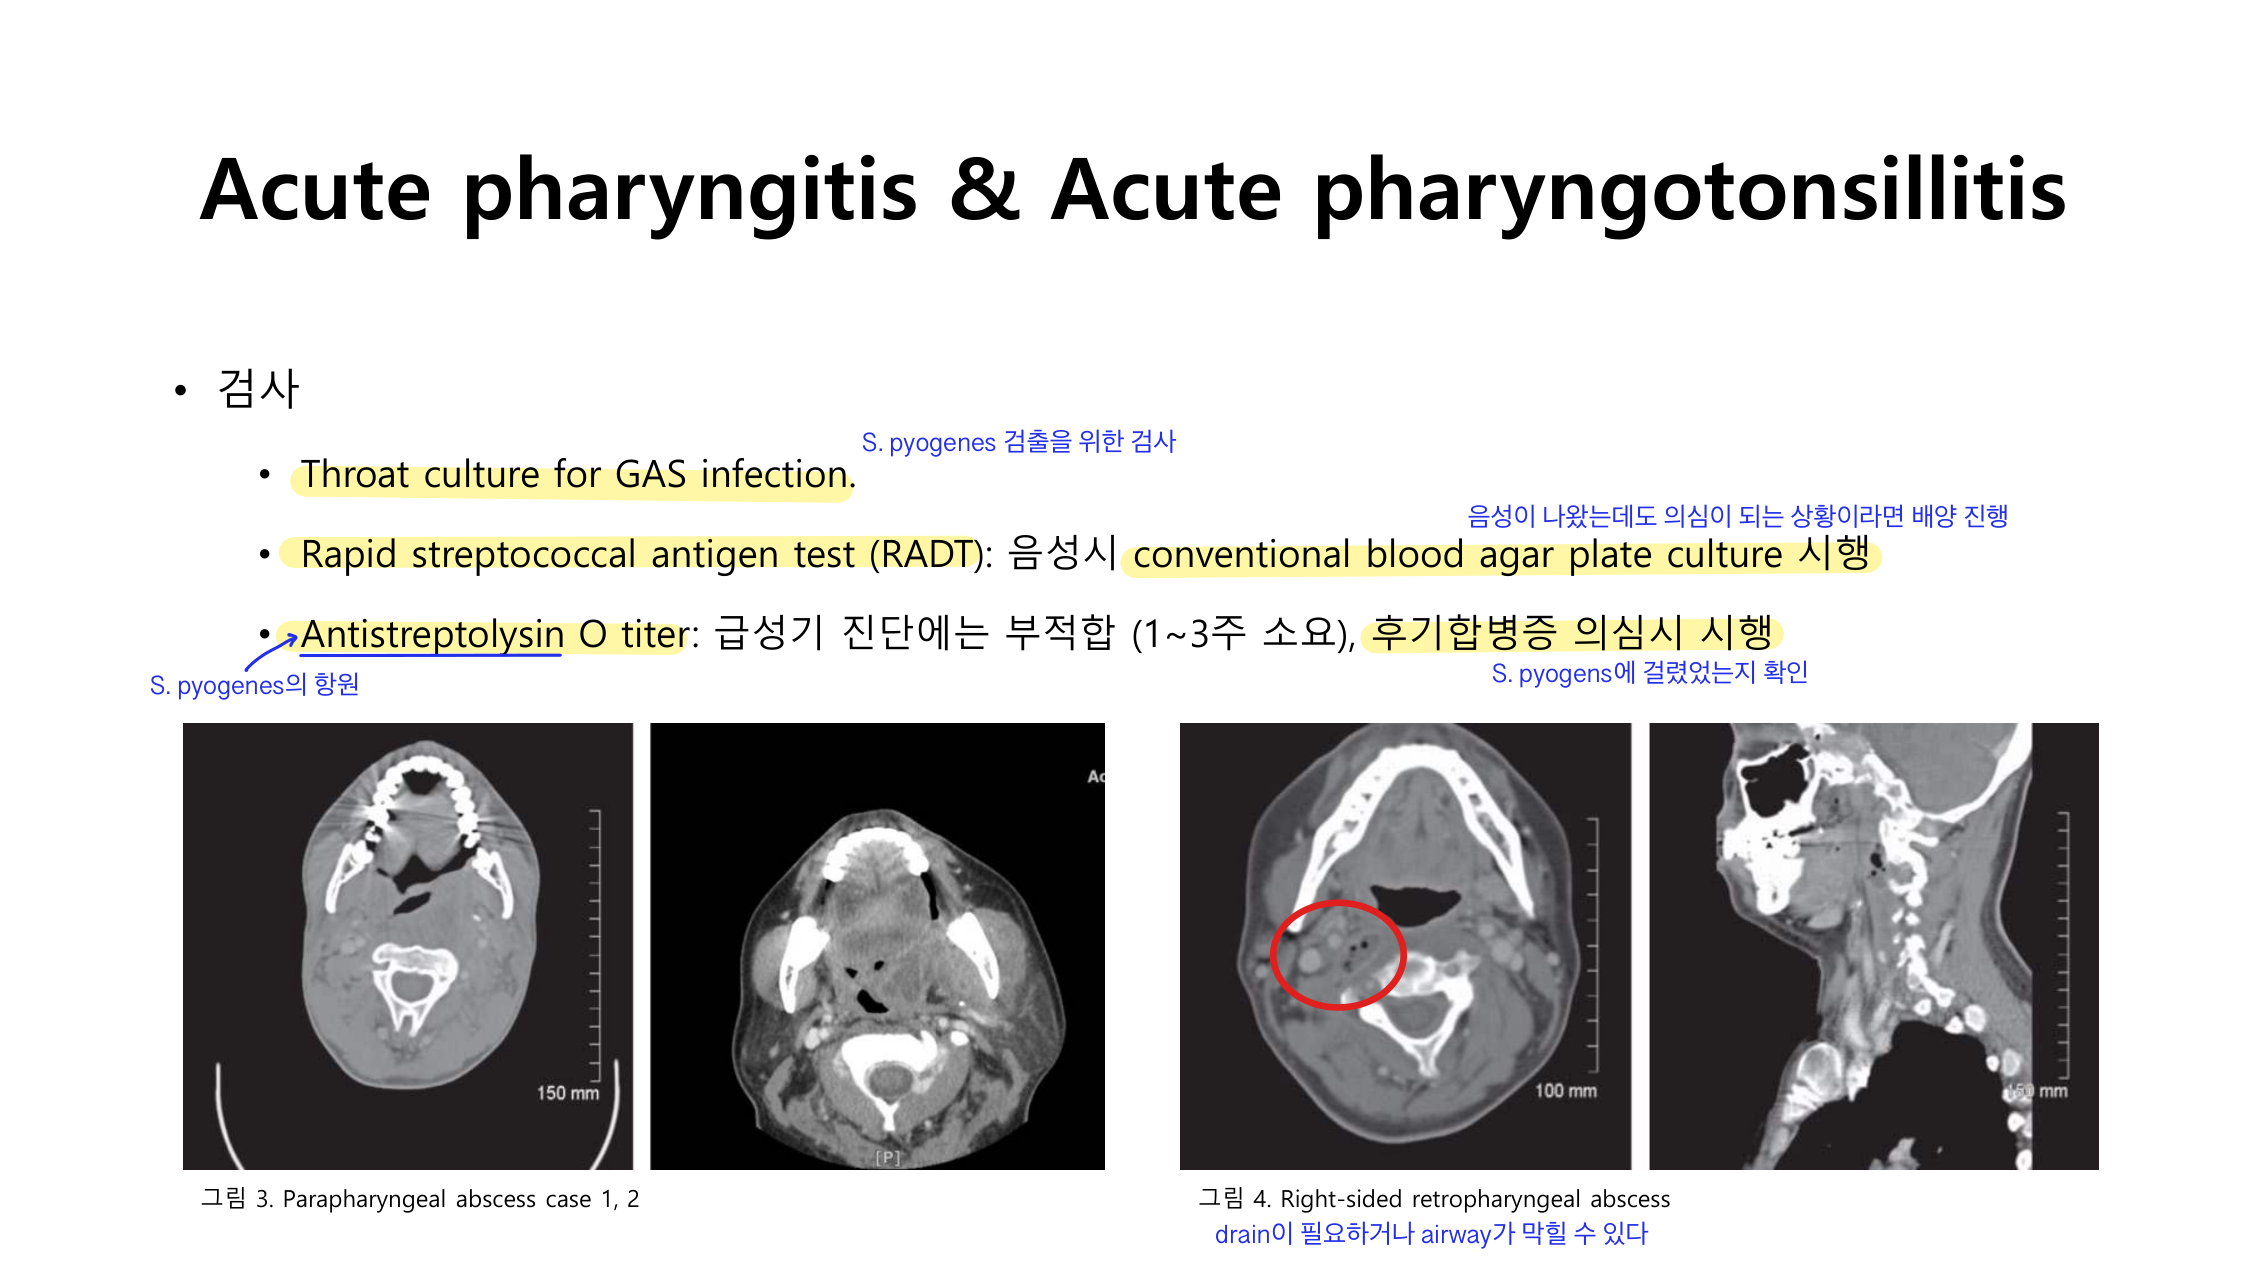 Acute pharyngitis & Acute pharyngotonsillitis
• 검사
S. pyogenes 검출을 위한 검사
• Throat culture for GAS infection.
음성이 나왔는데도 의심이 되는 상황이라면 배양 진행
• Rapid streptococcal antigen test (RADT): 음성시 conventional blood agar plate culture 시행
• Antistreptolysin O titer: 급성기 진단에는 부적합 (1~3주 소요), 후기합병증 의심시 시행
S. pyogenes의 항원
S. pyogens에 걸렸었는지 확인
150 mm
Ac
[P]
100 mm
150 mm
그림 3. Parapharyngeal abscess case 1, 2
그림 4. Right-sided retropharyngeal abscess
drain이 필요하거나 airway가 막힐 수 있다